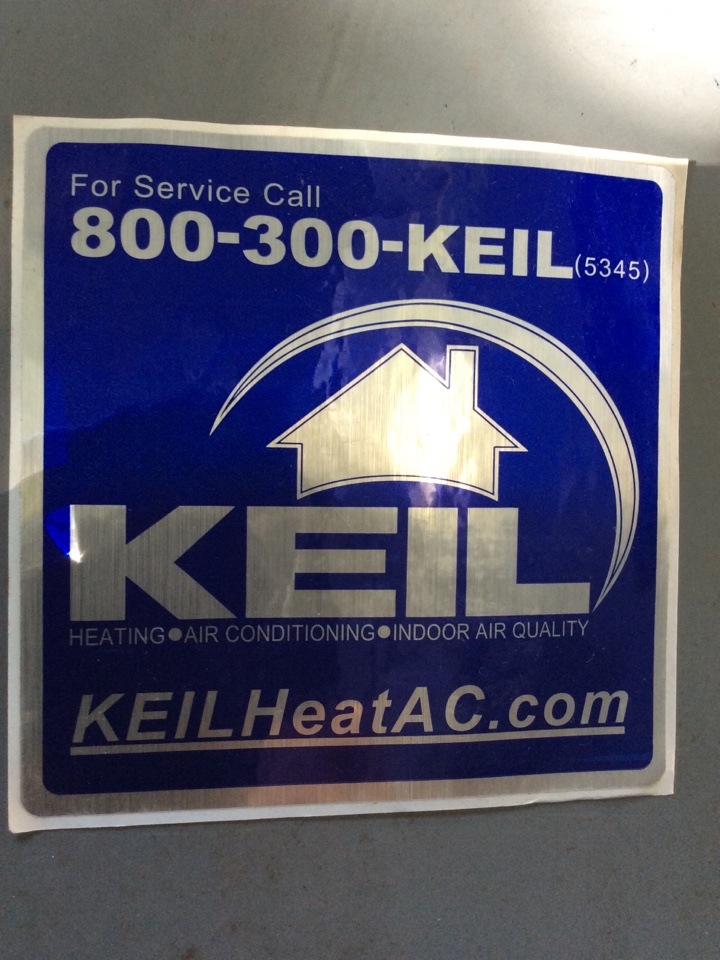 For Service Call
800-300-KEIL(5345)
KEIL
HEATING●AIR CONDITIONING●INDOOR AIR QUALITY
KEILHeatAC.com